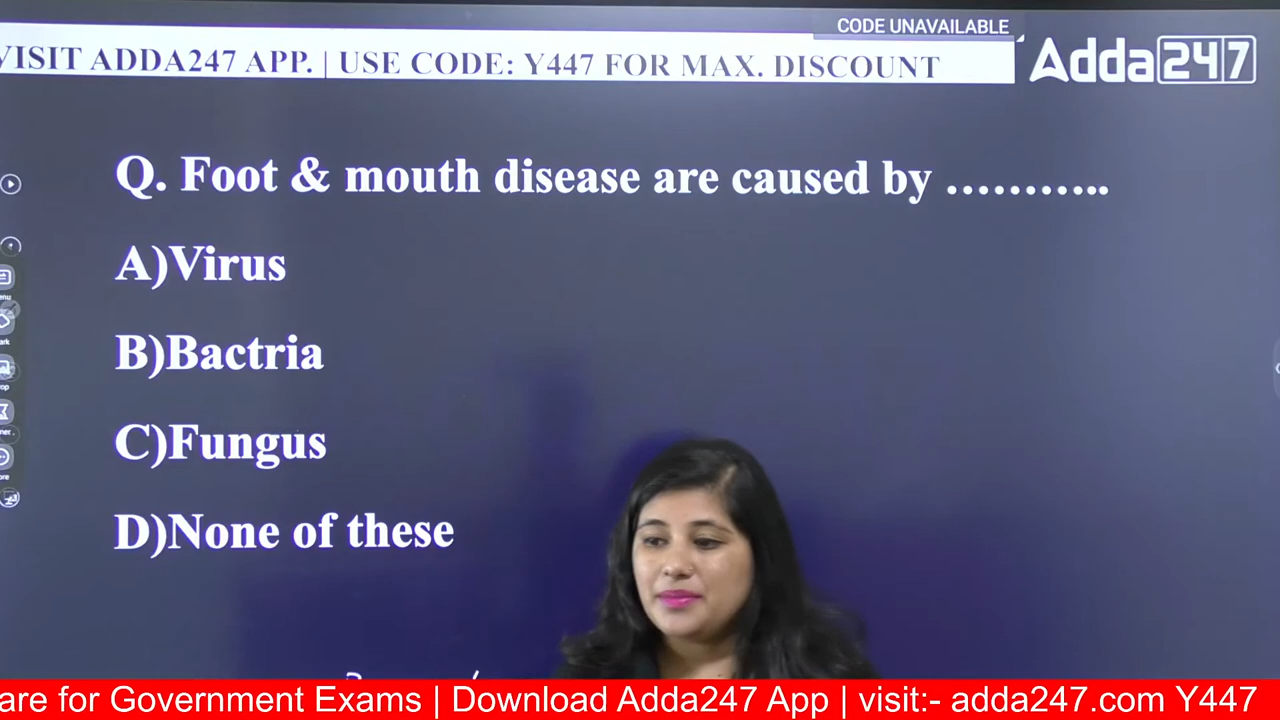 CODE UNAVAILABLE
VISIT ADDA247 APP. | USE CODE: Y447 FOR MAX. DISCOUNT
Adda247
Q. Foot & mouth disease are caused by ………..
A)Virus
B)Bactria
C)Fungus
D)None of these
are for Government Exams | Download Adda247 App | visit:- adda247.com Y447